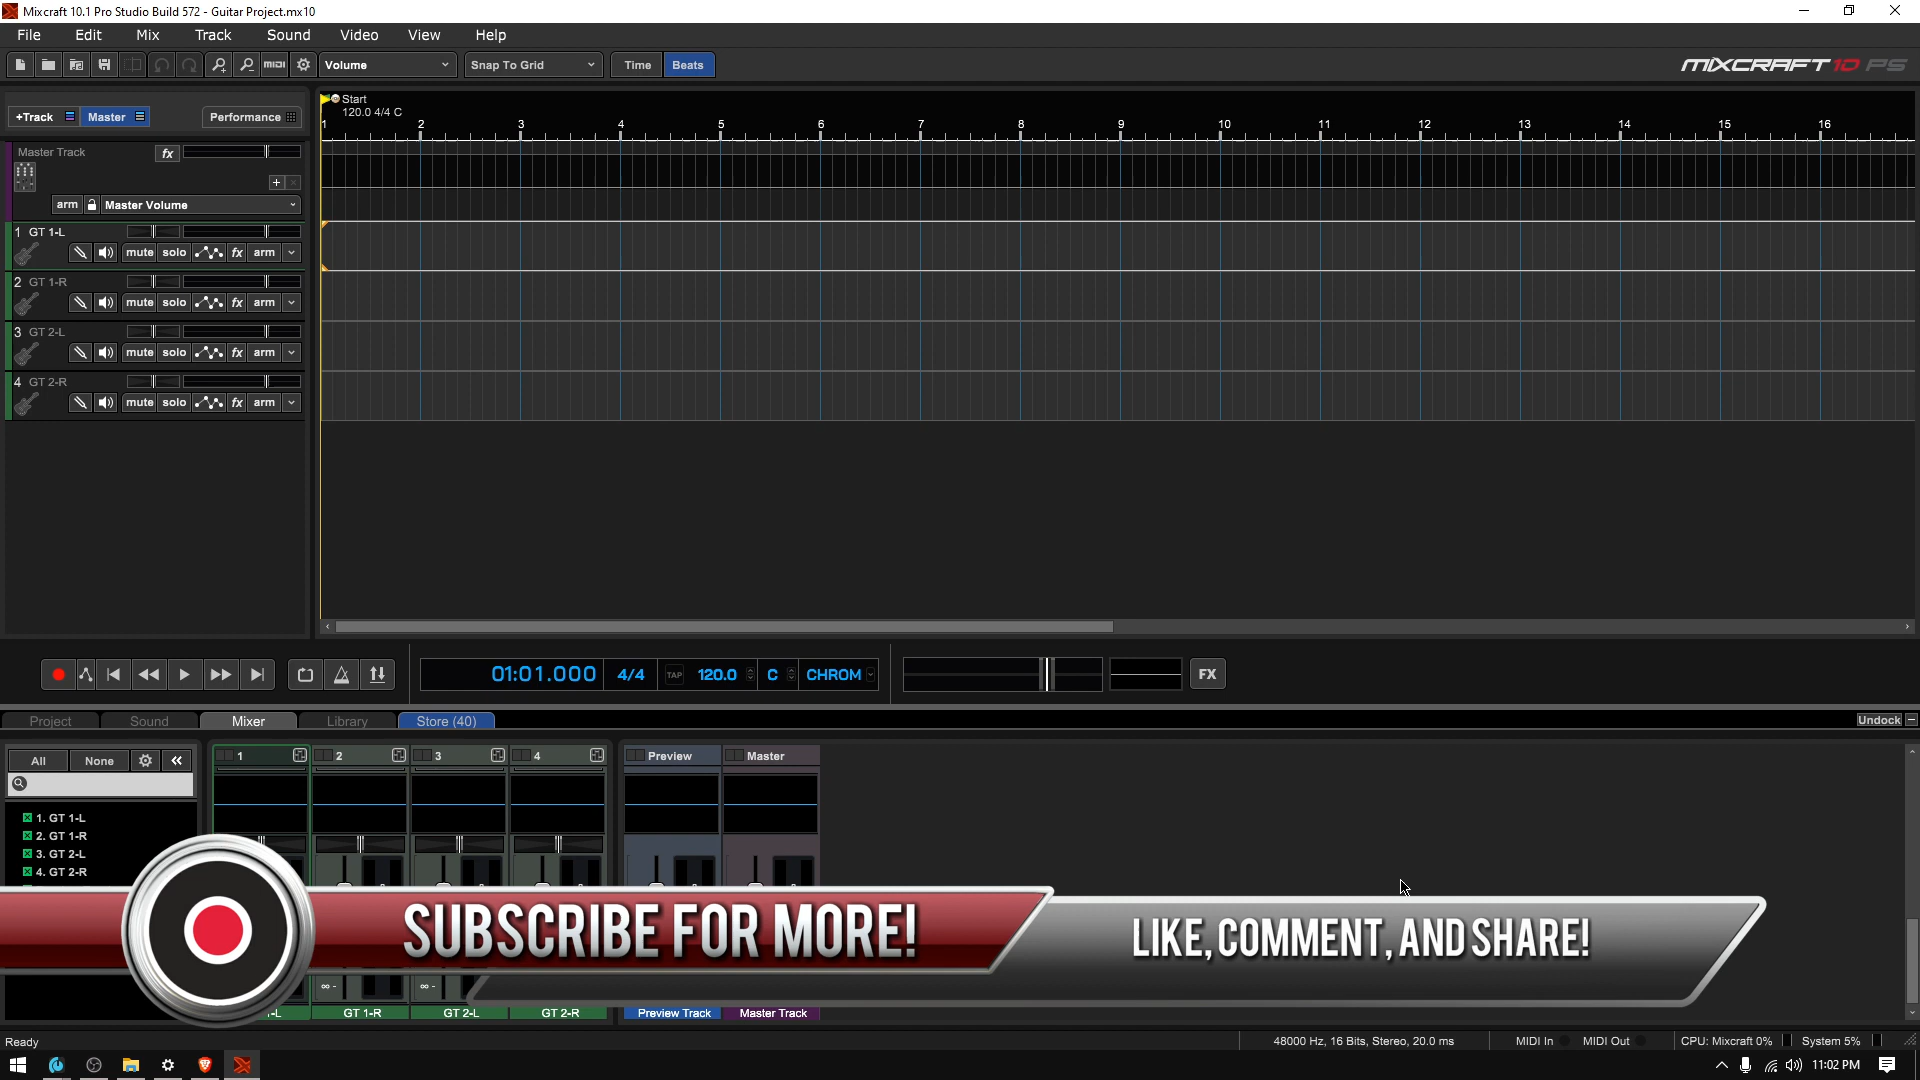 Mixcraft 10.1 Pro Studio Build 572 - Guitar Project.mx10
File Edit Mix Track Sound Video View Help
MIDI Volume Snap To Grid Time Beats MIXCRAFT 10 PS
+Track Master Performance
Start
120.0 4/4 C
1 2 3 4 5 6 7 8 9 10 11 12 13 14 15 16
Master Track fx
+
arm Master Volume
1 GT 1-L
mute solo fx arm
2 GT 1-R
mute solo fx arm
3 GT 2-L
mute solo fx arm
4 GT 2-R
mute solo fx arm
01:01.000 4/4 TAP 120.0 C CHROM FX
Project Sound Mixer Library Store (40) Undock
All None
1 2 3 4 Preview Master
1. GT 1-L
2. GT 1-R
3. GT 2-L
4. GT 2-R
SUBSCRIBE FOR MORE!
LIKE, COMMENT, AND SHARE!
∞ - ∞ -
-L GT 1-R GT 2-L GT 2-R Preview Track Master Track
Ready 48000 Hz, 16 Bits, Stereo, 20.0 ms MIDI In MIDI Out CPU: Mixcraft 0% System 5%
11:02 PM